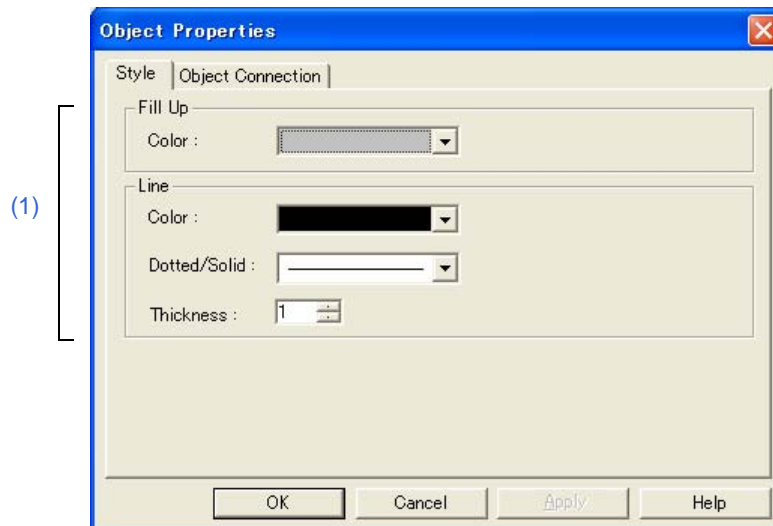 Object Properties
Style Object Connection
Fill Up
Color :
Line
(1)
Color :
Dotted/Solid :
Thickness : 1
OK Cancel Apply Help